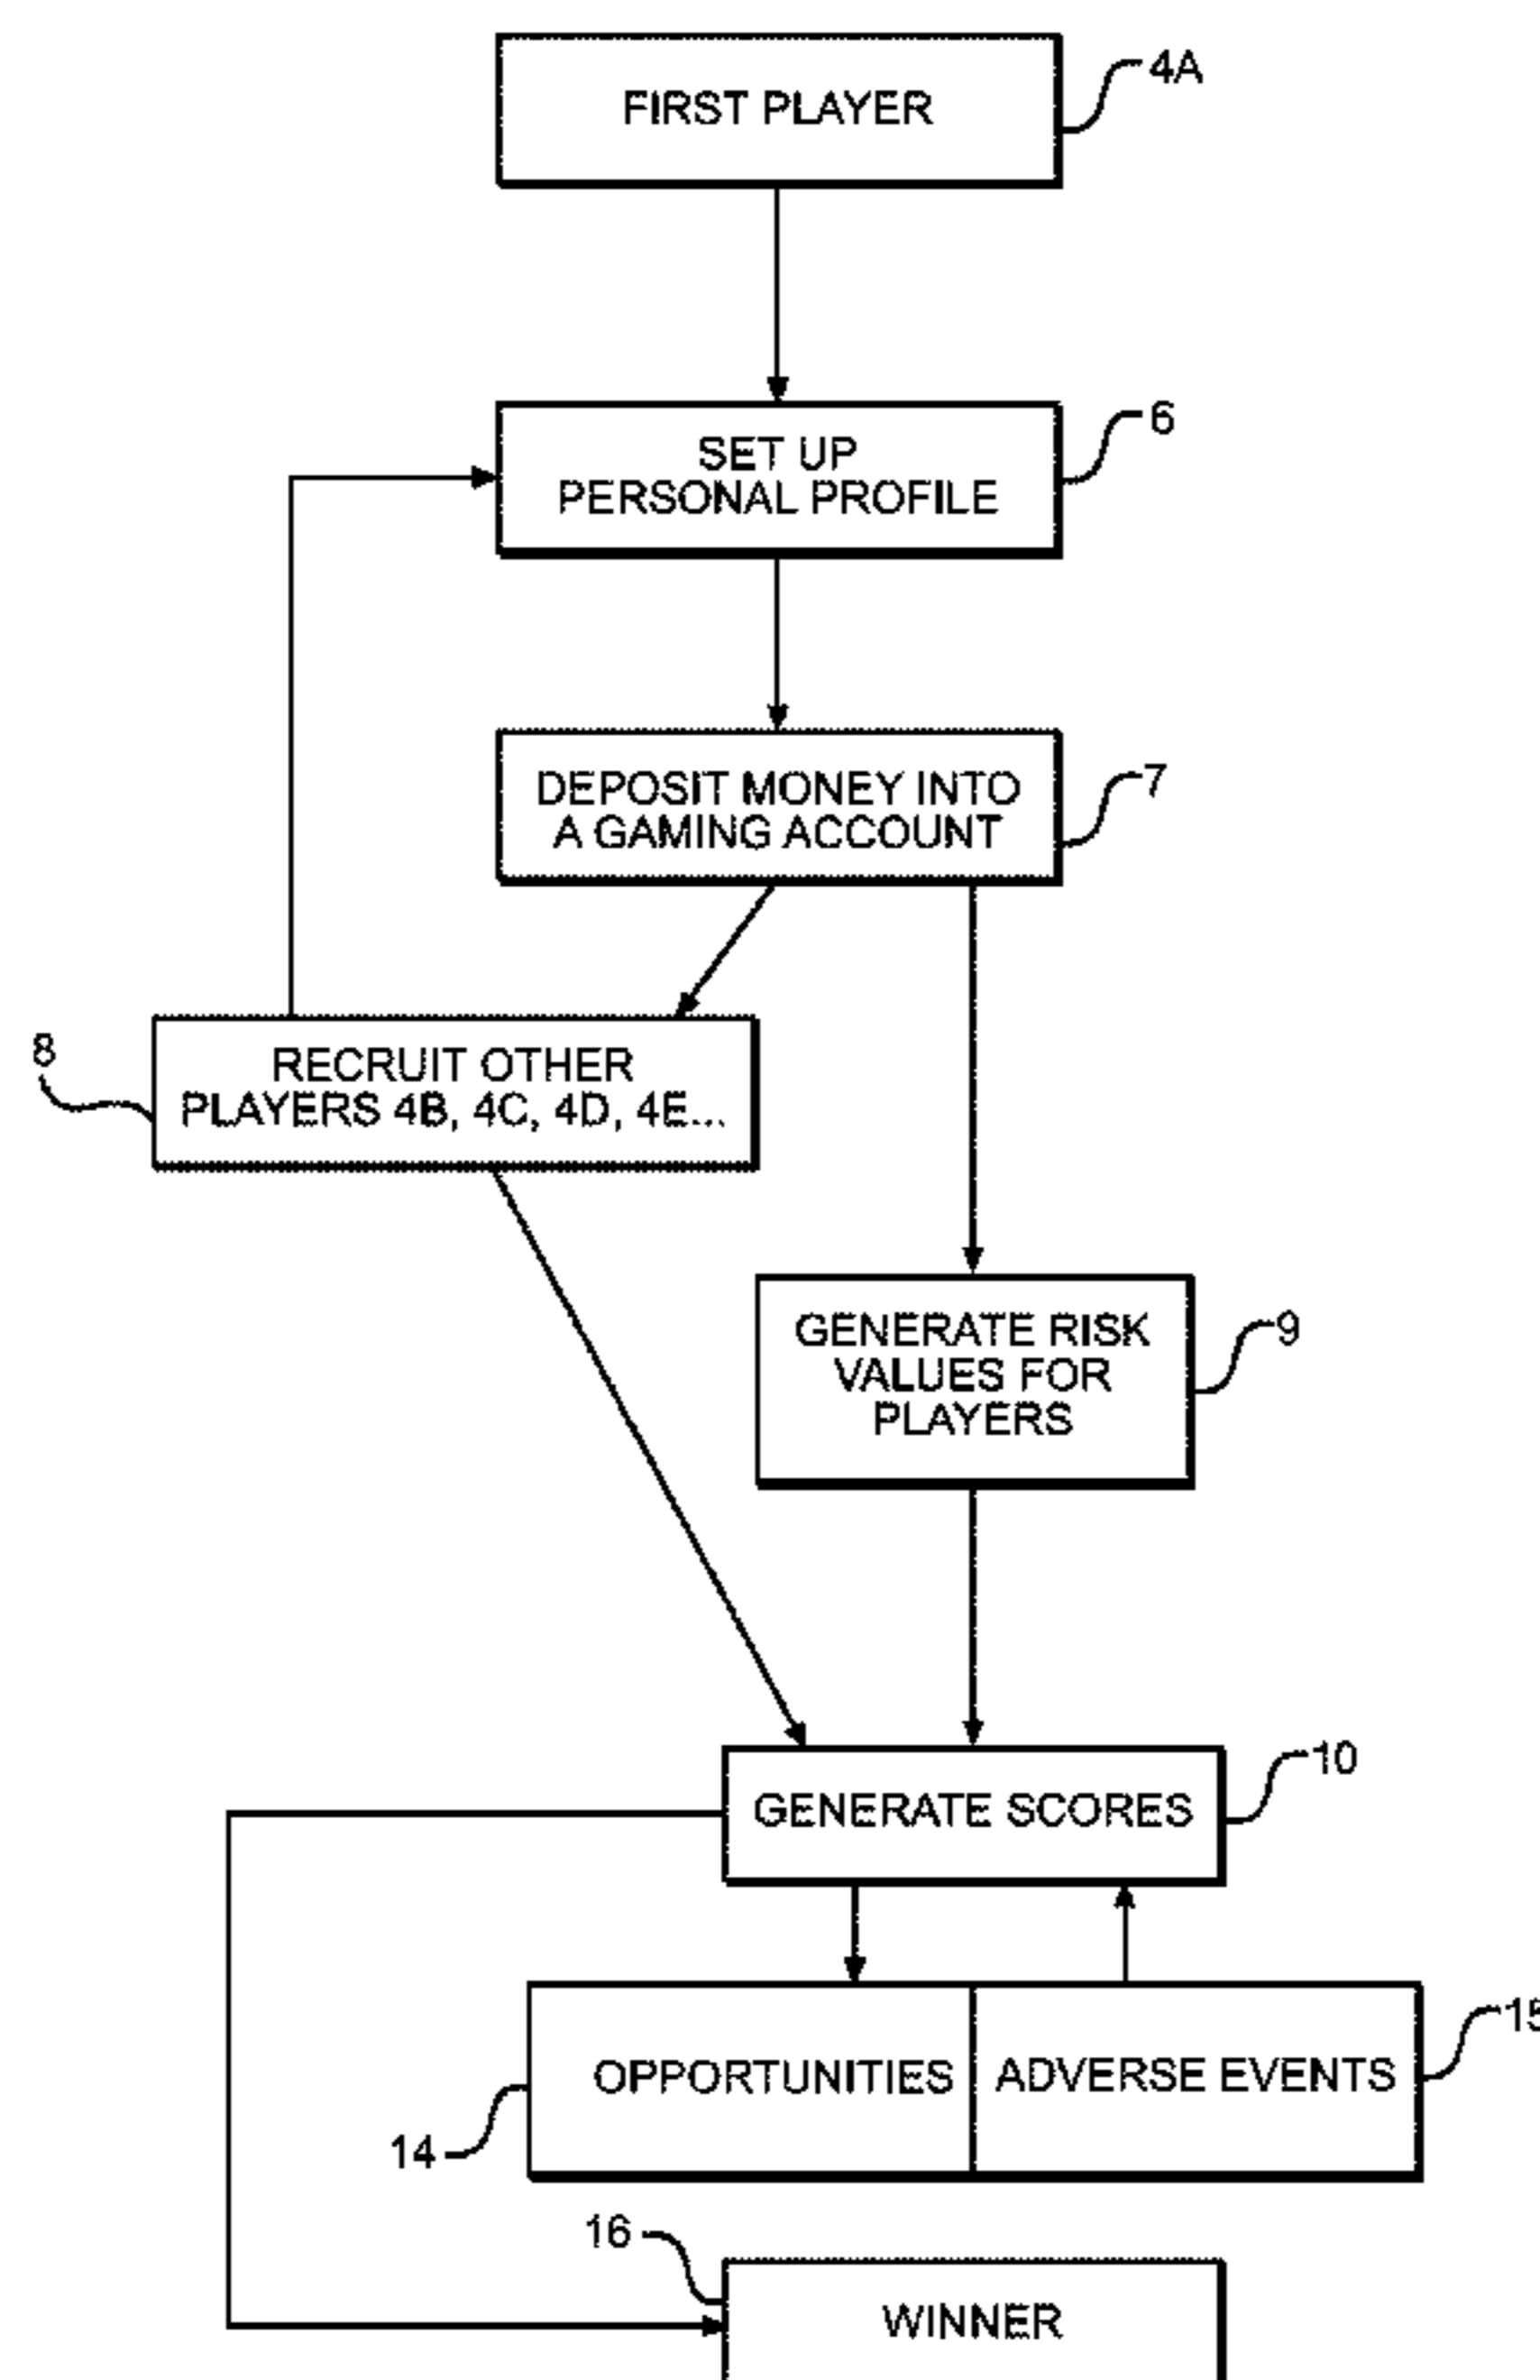 FIRST PLAYER
4A
SET UP
PERSONAL PROFILE
6
DEPOSIT MONEY INTO
A GAMING ACCOUNT
7
8
RECRUIT OTHER
PLAYERS 4B, 4C, 4D, 4E...
GENERATE RISK
VALUES FOR
PLAYERS
9
GENERATE SCORES
10
OPPORTUNITIES
ADVERSE EVENTS
15
14
16
WINNER